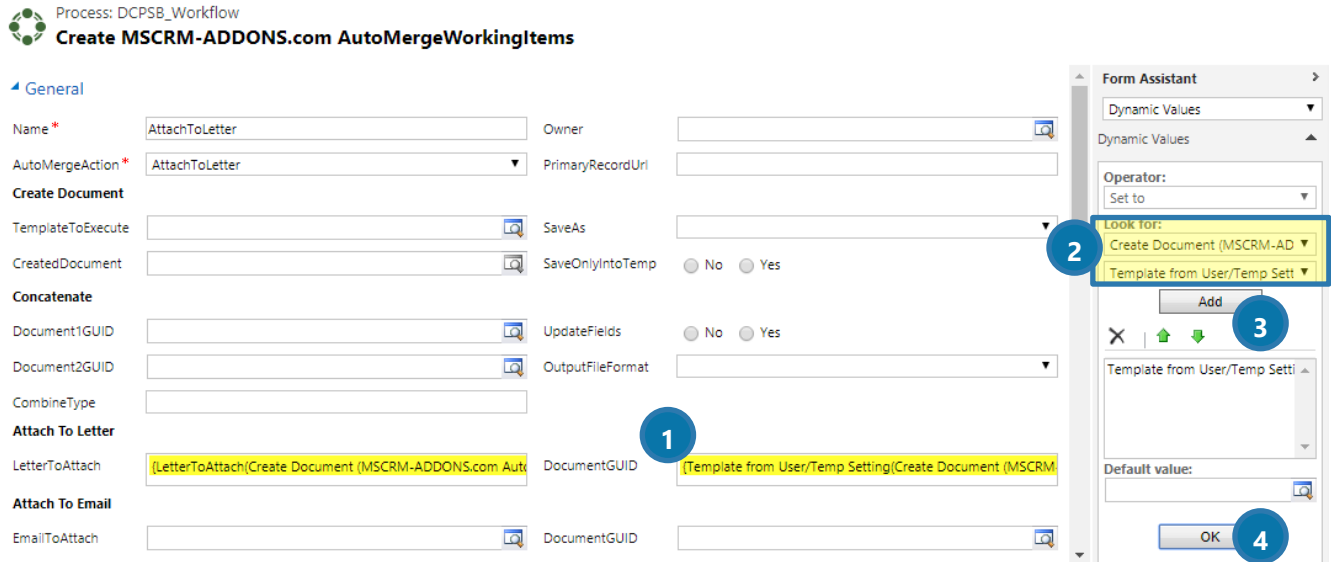 Process: DCPSB_Workflow
Create MSCRM-ADDONS.com AutoMergeWorkingItems
General
Name * AttachToLetter Owner
AutoMergeAction * AttachToLetter PrimaryRecordUrl
Create Document
TemplateToExecute SaveAs
CreatedDocument SaveOnlyIntoTemp No Yes
Concatenate
Document1GUID UpdateFields No Yes
Document2GUID OutputFileFormat
CombineType
Attach To Letter
1
LetterToAttach {LetterToAttach(Create Document (MSCRM-ADDONS.com Auto DocumentGUID {Template from User/Temp Setting(Create Document (MSCRM-
Attach To Email
EmailToAttach DocumentGUID
Form Assistant
Dynamic Values
Dynamic Values
Operator:
Set to
Look for:
2
Create Document (MSCRM-AD
Template from User/Temp Sett
Add
3
Template from User/Temp Setti
Default value:
OK
4